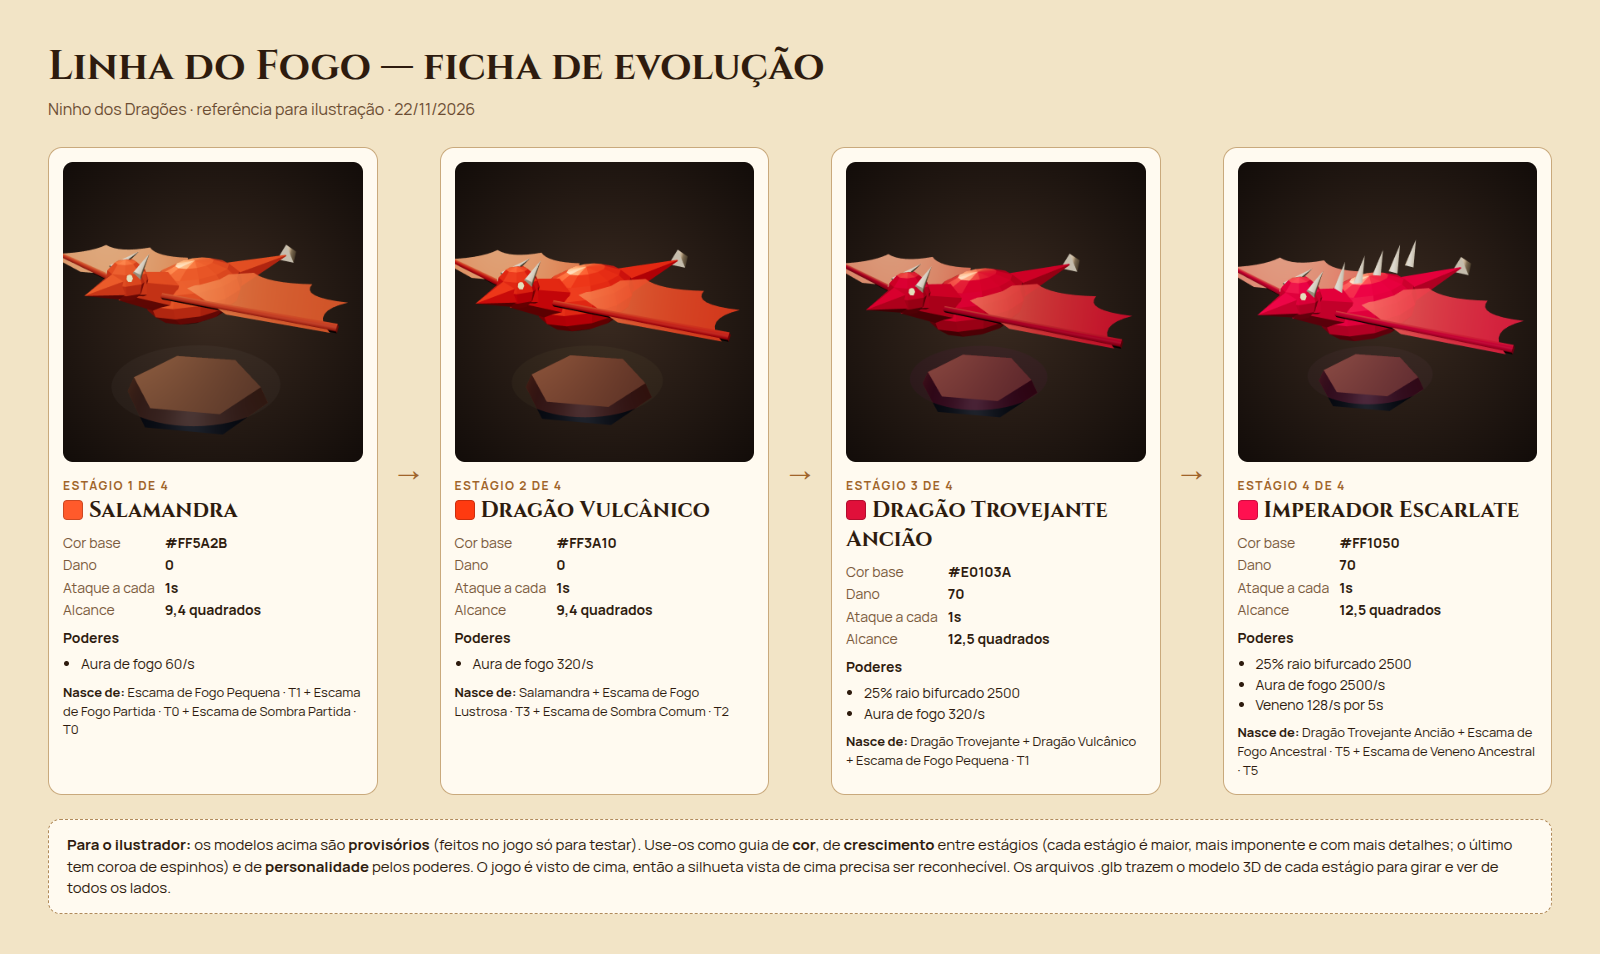 Linha do Fogo — ficha de evolução
Ninho dos Dragões · referência para ilustração · 22/11/2026
ESTÁGIO 1 DE 4
Salamandra
Cor base #FF5A2B
Dano 0
Ataque a cada 1s
Alcance 9,4 quadrados
Poderes
• Aura de fogo 60/s
Nasce de: Escama de Fogo Pequena · T1 + Escama
de Fogo Partida · T0 + Escama de Sombra Partida ·
T0
→
ESTÁGIO 2 DE 4
Dragão Vulcânico
Cor base #FF3A10
Dano 0
Ataque a cada 1s
Alcance 9,4 quadrados
Poderes
• Aura de fogo 320/s
Nasce de: Salamandra + Escama de Fogo
Lustrosa · T3 + Escama de Sombra Comum · T2
→
ESTÁGIO 3 DE 4
Dragão Trovejante
Ancião
Cor base #E0103A
Dano 70
Ataque a cada 1s
Alcance 12,5 quadrados
Poderes
• 25% raio bifurcado 2500
• Aura de fogo 320/s
Nasce de: Dragão Trovejante + Dragão Vulcânico
+ Escama de Fogo Pequena · T1
→
ESTÁGIO 4 DE 4
Imperador Escarlate
Cor base #FF1050
Dano 70
Ataque a cada 1s
Alcance 12,5 quadrados
Poderes
• 25% raio bifurcado 2500
• Aura de fogo 2500/s
• Veneno 128/s por 5s
Nasce de: Dragão Trovejante Ancião + Escama de
Fogo Ancestral · T5 + Escama de Veneno Ancestral
· T5
Para o ilustrador: os modelos acima são provisórios (feitos no jogo só para testar). Use-os como guia de cor, de crescimento entre estágios (cada estágio é maior, mais imponente e com mais detalhes; o último
tem coroa de espinhos) e de personalidade pelos poderes. O jogo é visto de cima, então a silhueta vista de cima precisa ser reconhecível. Os arquivos .glb trazem o modelo 3D de cada estágio para girar e ver de
todos os lados.